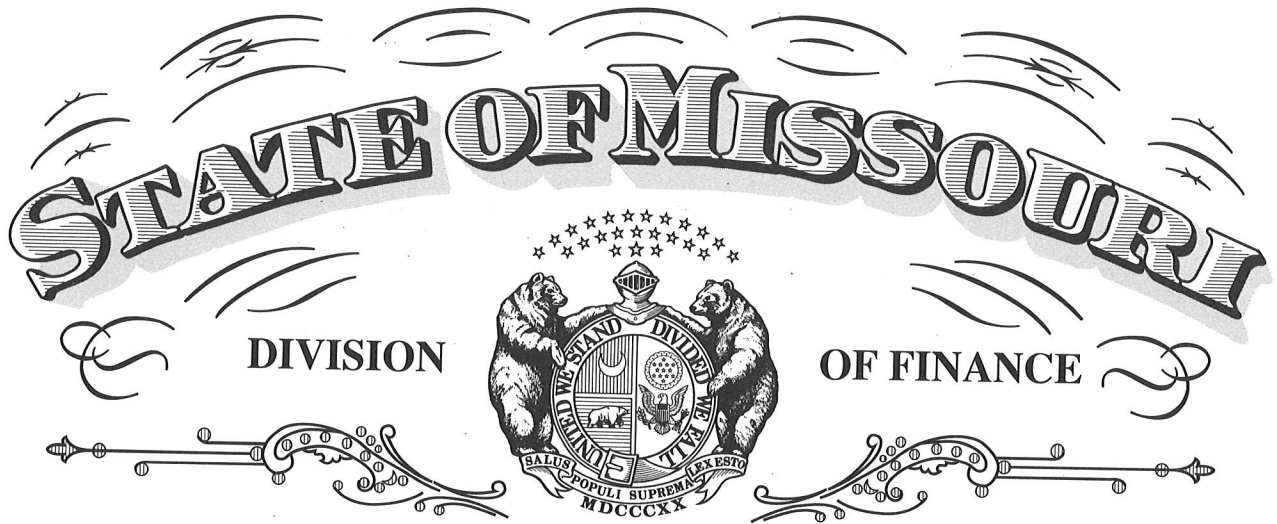 STATE OF MISSOURI
DIVISION OF FINANCE
UNITED WE STAND DIVIDED WE FALL
SALUS POPULI SUPREMA LEX ESTO
MDCCCXX